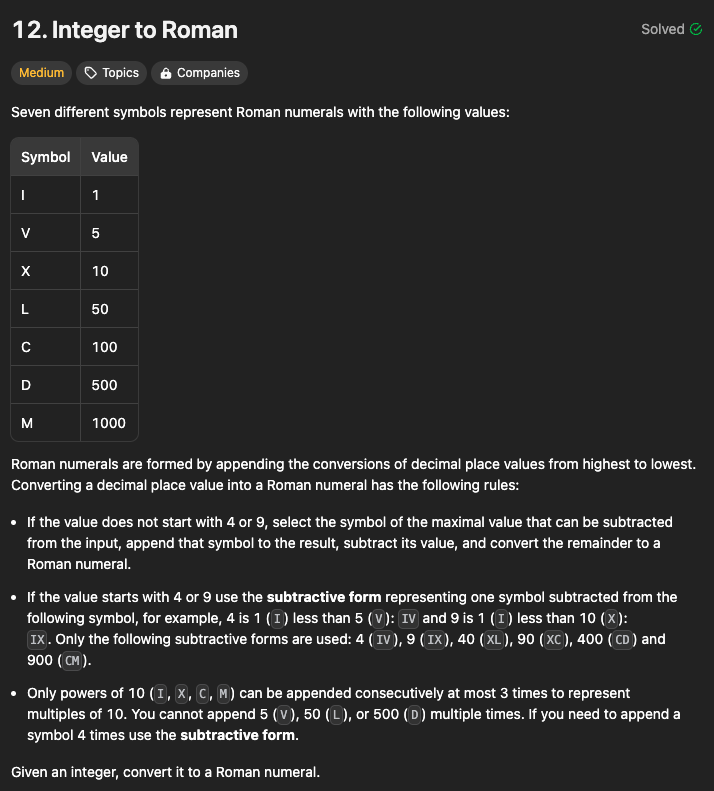 12. Integer to Roman
Solved
Medium
Topics
Companies
Seven different symbols represent Roman numerals with the following values:
Symbol Value
I 1
V 5
X 10
L 50
C 100
D 500
M 1000
Roman numerals are formed by appending the conversions of decimal place values from highest to lowest.
Converting a decimal place value into a Roman numeral has the following rules:
• If the value does not start with 4 or 9, select the symbol of the maximal value that can be subtracted
from the input, append that symbol to the result, subtract its value, and convert the remainder to a
Roman numeral.
• If the value starts with 4 or 9 use the subtractive form representing one symbol subtracted from the
following symbol, for example, 4 is 1 (I) less than 5 (V): IV and 9 is 1 (I) less than 10 (X):
IX. Only the following subtractive forms are used: 4 (IV), 9 (IX), 40 (XL), 90 (XC), 400 (CD) and
900 (CM).
• Only powers of 10 (I, X, C, M) can be appended consecutively at most 3 times to represent
multiples of 10. You cannot append 5 (V), 50 (L), or 500 (D) multiple times. If you need to append a
symbol 4 times use the subtractive form.
Given an integer, convert it to a Roman numeral.